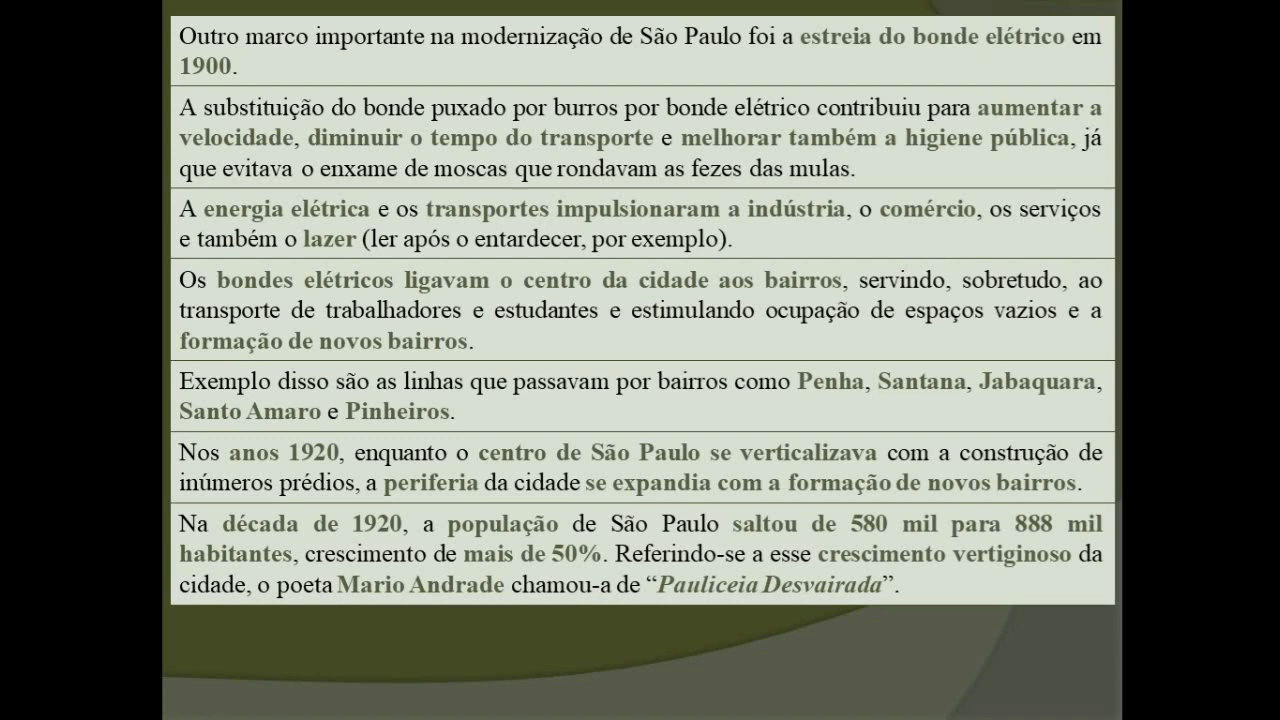 Outro marco importante na modernização de São Paulo foi a estreia do bonde elétrico em
1900.
A substituição do bonde puxado por burros por bonde elétrico contribuiu para aumentar a
velocidade, diminuir o tempo do transporte e melhorar também a higiene pública, já
que evitava o enxame de moscas que rondavam as fezes das mulas.
A energia elétrica e os transportes impulsionaram a indústria, o comércio, os serviços
e também o lazer (ler após o entardecer, por exemplo).
Os bondes elétricos ligavam o centro da cidade aos bairros, servindo, sobretudo, ao
transporte de trabalhadores e estudantes e estimulando ocupação de espaços vazios e a
formação de novos bairros.
Exemplo disso são as linhas que passavam por bairros como Penha, Santana, Jabaquara,
Santo Amaro e Pinheiros.
Nos anos 1920, enquanto o centro de São Paulo se verticalizava com a construção de
inúmeros prédios, a periferia da cidade se expandia com a formação de novos bairros.
Na década de 1920, a população de São Paulo saltou de 580 mil para 888 mil
habitantes, crescimento de mais de 50%. Referindo-se a esse crescimento vertiginoso da
cidade, o poeta Mario Andrade chamou-a de “Pauliceia Desvairada”.